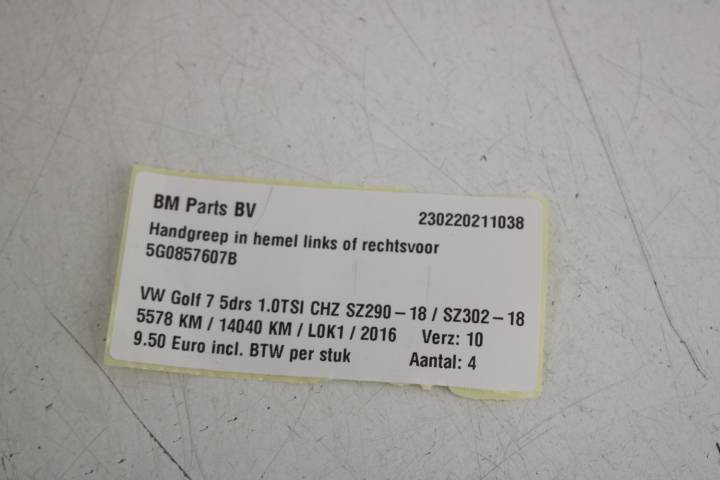 BM Parts BV 230220211038
Handgreep in hemel links of rechtsvoor
5G0857607B
VW Golf 7 5drs 1.0TSI CHZ SZ290-18 / SZ302-18
5578 KM / 14040 KM / L0K1 / 2016 Verz: 10
9.50 Euro incl. BTW per stuk Aantal: 4